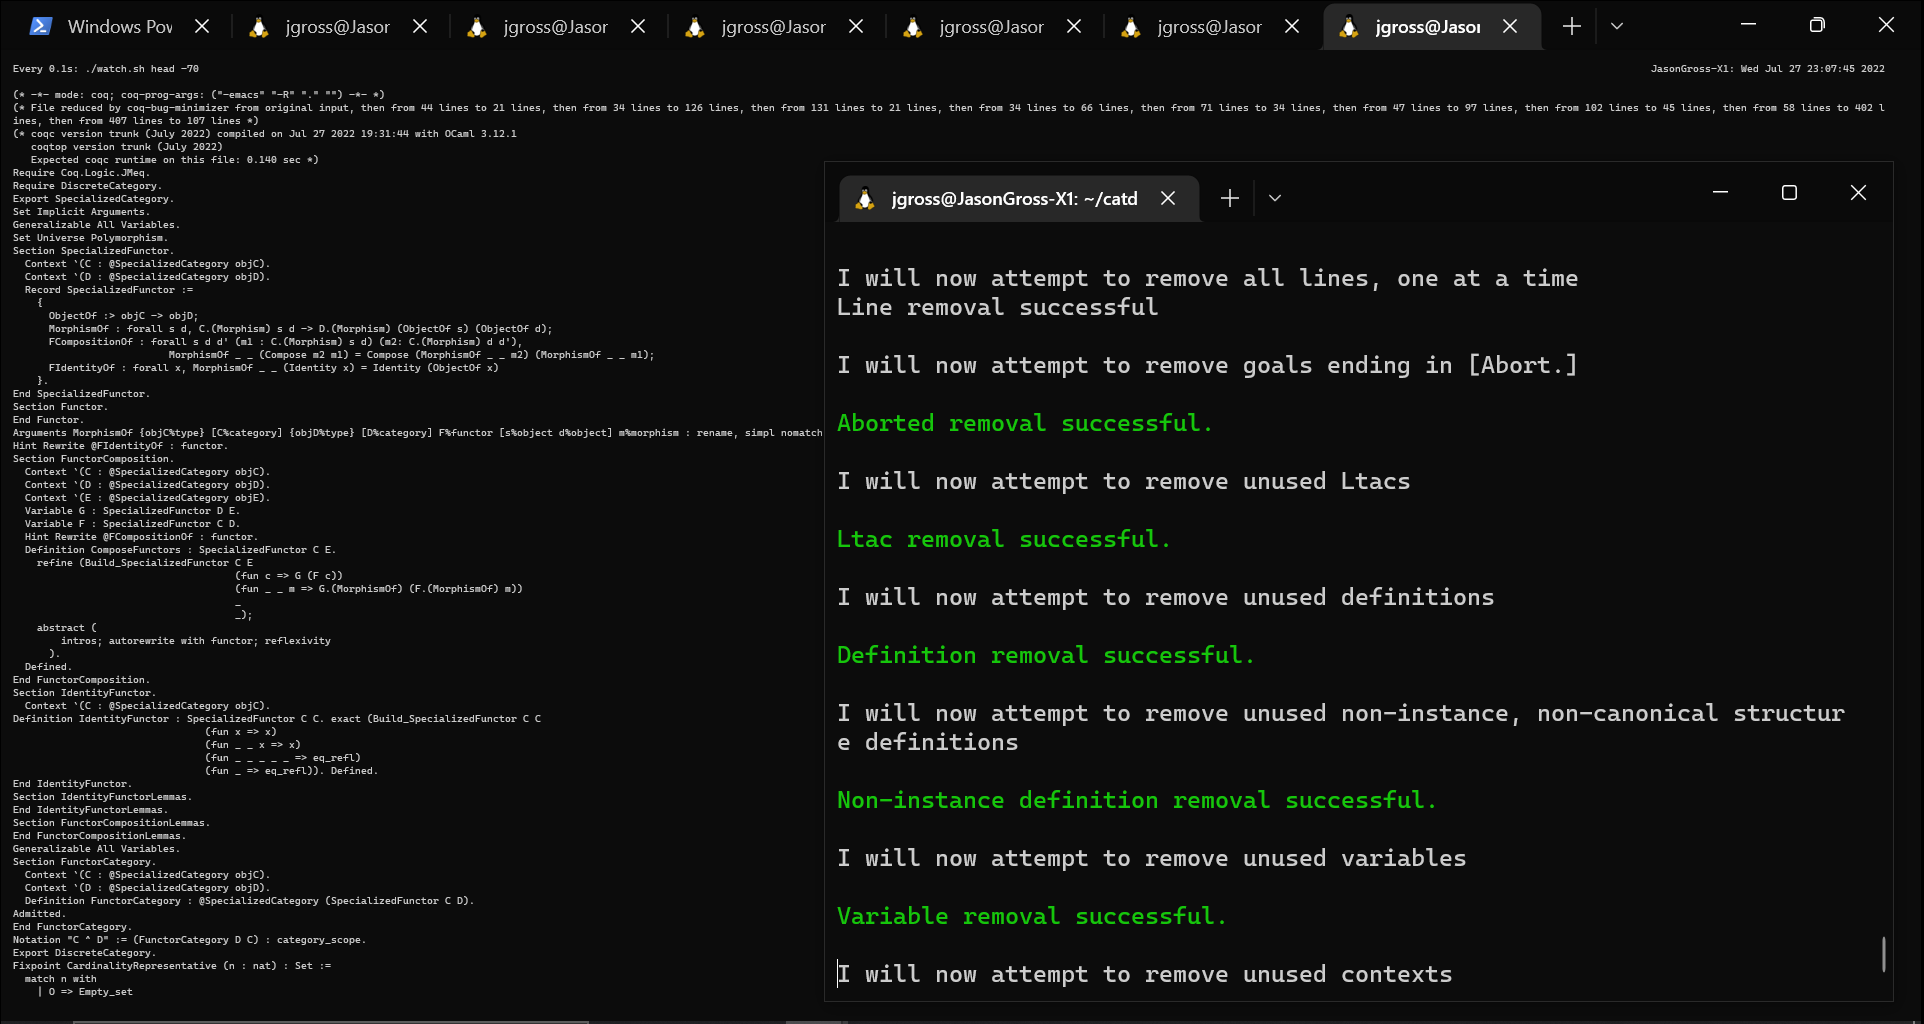 Windows Pow
jgross@Jasor
jgross@Jasor
jgross@Jasor
jgross@Jasor
jgross@Jasor
jgross@Jasor
Every 0.1s: ./watch.sh head -70
JasonGross-X1: Wed Jul 27 23:07:45 2022
(* -*- mode: coq; coq-prog-args: ("-emacs" "-R" "." "") -*- *)
(* File reduced by coq-bug-minimizer from original input, then from 44 lines to 21 lines, then from 34 lines to 126 lines, then from 131 lines to 21 lines, then from 34 lines to 66 lines, then from 71 lines to 34 lines, then from 47 lines to 97 lines, then from 102 lines to 45 lines, then from 58 lines to 402 l
ines, then from 407 lines to 107 lines *)
(* coqc version trunk (July 2022) compiled on Jul 27 2022 19:31:44 with OCaml 3.12.1
   coqtop version trunk (July 2022)
   Expected coqc runtime on this file: 0.140 sec *)
Require Coq.Logic.JMeq.
Require DiscreteCategory.
Export SpecializedCategory.
Set Implicit Arguments.
Generalizable All Variables.
Set Universe Polymorphism.
Section SpecializedFunctor.
  Context `(C : @SpecializedCategory objC).
  Context `(D : @SpecializedCategory objD).
  Record SpecializedFunctor :=
    {
      ObjectOf :> objC -> objD;
      MorphismOf : forall s d, C.(Morphism) s d -> D.(Morphism) (ObjectOf s) (ObjectOf d);
      FCompositionOf : forall s d d' (m1 : C.(Morphism) s d) (m2: C.(Morphism) d d'),
                          MorphismOf _ _ (Compose m2 m1) = Compose (MorphismOf _ _ m2) (MorphismOf _ _ m1);
      FIdentityOf : forall x, MorphismOf _ _ (Identity x) = Identity (ObjectOf x)
    }.
End SpecializedFunctor.
Section Functor.
End Functor.
Arguments MorphismOf {objC%type} [C%category] {objD%type} [D%category] F%functor [s%object d%object] m%morphism : rename, simpl nomatch
Hint Rewrite @FIdentityOf : functor.
Section FunctorComposition.
  Context `(C : @SpecializedCategory objC).
  Context `(D : @SpecializedCategory objD).
  Context `(E : @SpecializedCategory objE).
  Variable G : SpecializedFunctor D E.
  Variable F : SpecializedFunctor C D.
  Hint Rewrite @FCompositionOf : functor.
  Definition ComposeFunctors : SpecializedFunctor C E.
    refine (Build_SpecializedFunctor C E
                                     (fun c => G (F c))
                                     (fun _ _ m => G.(MorphismOf) (F.(MorphismOf) m))
                                     _
                                     _);
    abstract (
        intros; autorewrite with functor; reflexivity
      ).
  Defined.
End FunctorComposition.
Section IdentityFunctor.
  Context `(C : @SpecializedCategory objC).
Definition IdentityFunctor : SpecializedFunctor C C. exact (Build_SpecializedFunctor C C
                                (fun x => x)
                                (fun _ _ x => x)
                                (fun _ _ _ _ _ => eq_refl)
                                (fun _ => eq_refl)). Defined.
End IdentityFunctor.
Section IdentityFunctorLemmas.
End IdentityFunctorLemmas.
Section FunctorCompositionLemmas.
End FunctorCompositionLemmas.
Generalizable All Variables.
Section FunctorCategory.
  Context `(C : @SpecializedCategory objC).
  Context `(D : @SpecializedCategory objD).
  Definition FunctorCategory : @SpecializedCategory (SpecializedFunctor C D).
Admitted.
End FunctorCategory.
Notation "C ^ D" := (FunctorCategory D C) : category_scope.
Export DiscreteCategory.
Fixpoint CardinalityRepresentative (n : nat) : Set :=
  match n with
    | O => Empty_set
jgross@JasonGross-X1: ~/catd
I will now attempt to remove all lines, one at a time
Line removal successful
I will now attempt to remove goals ending in [Abort.]
Aborted removal successful.
I will now attempt to remove unused Ltacs
Ltac removal successful.
I will now attempt to remove unused definitions
Definition removal successful.
I will now attempt to remove unused non-instance, non-canonical structur
e definitions
Non-instance definition removal successful.
I will now attempt to remove unused variables
Variable removal successful.
I will now attempt to remove unused contexts